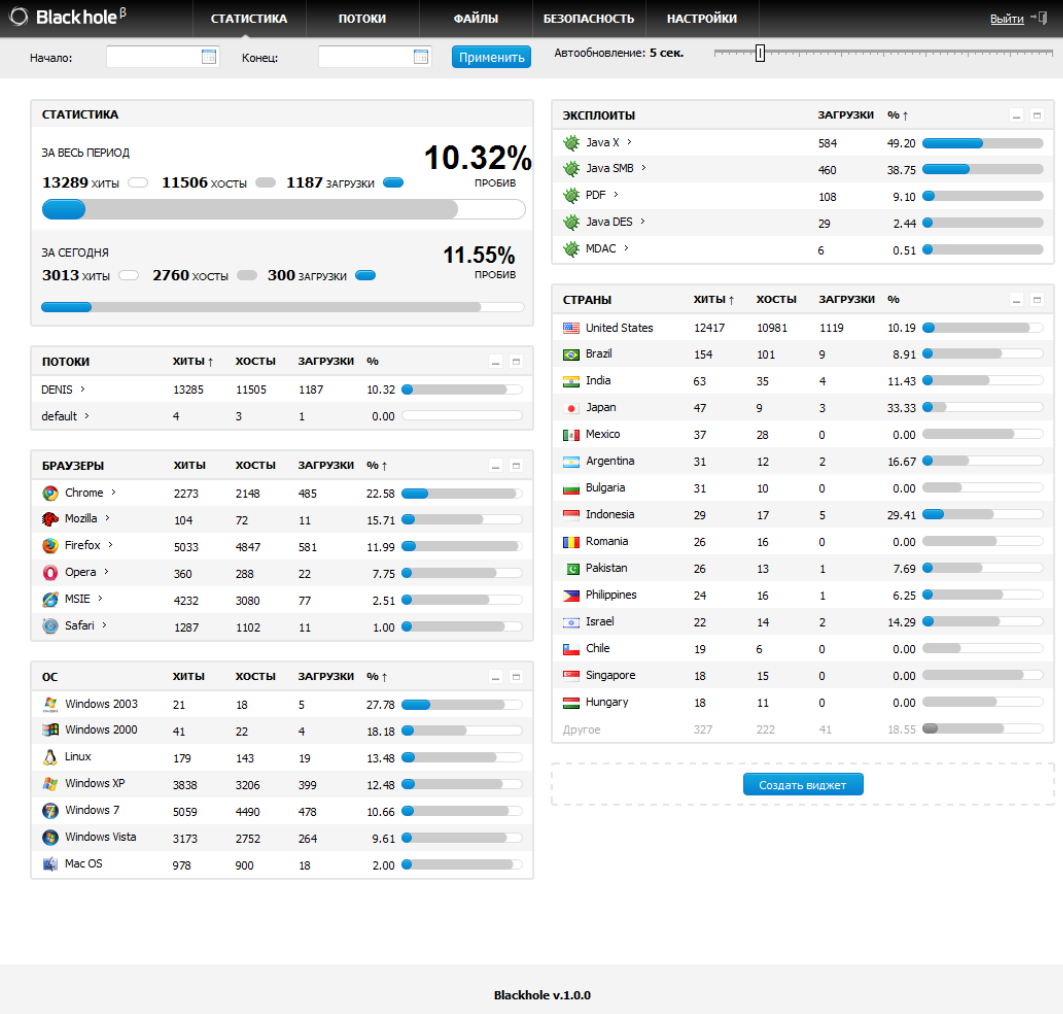 Blackhole β
СТАТИСТИКА ПОТОКИ ФАЙЛЫ БЕЗОПАСНОСТЬ НАСТРОЙКИ Выйти
Начало: Конец: Применить Автообновление: 5 сек.
СТАТИСТИКА
ЗА ВЕСЬ ПЕРИОД
10.32%
13289 ХИТЫ 11506 ХОСТЫ 1187 ЗАГРУЗКИ ПРОБИВ
ЗА СЕГОДНЯ
11.55%
3013 ХИТЫ 2760 ХОСТЫ 300 ЗАГРУЗКИ ПРОБИВ
ПОТОКИ ХИТЫ ↑ ХОСТЫ ЗАГРУЗКИ %
DENIS › 13285 11505 1187 10.32
default › 4 3 1 0.00
БРАУЗЕРЫ ХИТЫ ХОСТЫ ЗАГРУЗКИ % ↑
Chrome › 2273 2148 485 22.58
Mozilla › 104 72 11 15.71
Firefox › 5033 4847 581 11.99
Opera › 360 288 22 7.75
MSIE › 4232 3080 77 2.51
Safari › 1287 1102 11 1.00
ОС ХИТЫ ХОСТЫ ЗАГРУЗКИ % ↑
Windows 2003 21 18 5 27.78
Windows 2000 41 22 4 18.18
Linux 179 143 19 13.48
Windows XP 3838 3206 399 12.48
Windows 7 5059 4490 478 10.66
Windows Vista 3173 2752 264 9.61
Mac OS 978 900 18 2.00
ЭКСПЛОИТЫ ЗАГРУЗКИ % ↑
Java X › 584 49.20
Java SMB › 460 38.75
PDF › 108 9.10
Java DES › 29 2.44
MDAC › 6 0.51
СТРАНЫ ХИТЫ ↑ ХОСТЫ ЗАГРУЗКИ %
United States 12417 10981 1119 10.19
Brazil 154 101 9 8.91
India 63 35 4 11.43
Japan 47 9 3 33.33
Mexico 37 28 0 0.00
Argentina 31 12 2 16.67
Bulgaria 31 10 0 0.00
Indonesia 29 17 5 29.41
Romania 26 16 0 0.00
Pakistan 26 13 1 7.69
Philippines 24 16 1 6.25
Israel 22 14 2 14.29
Chile 19 6 0 0.00
Singapore 18 15 0 0.00
Hungary 18 11 0 0.00
Другое 327 222 41 18.55
Создать виджет
Blackhole v.1.0.0